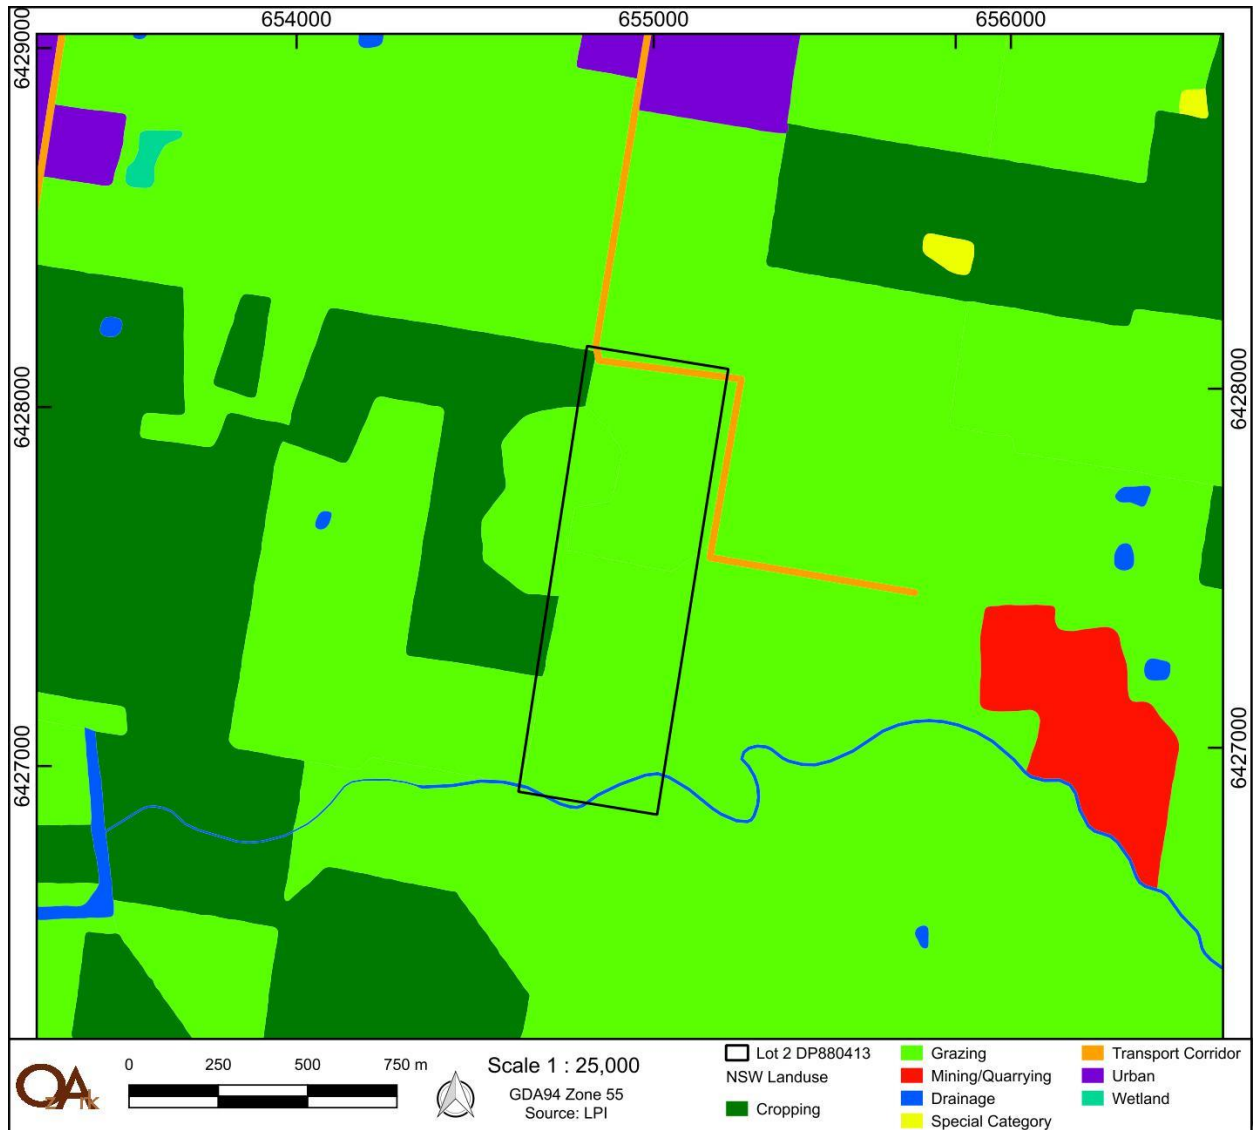 654000 655000 656000
6429000
6428000 6428000
6427000 6427000
0 250 500 750 m
OzArk
Scale 1 : 25,000
GDA94 Zone 55
Source: LPI
Lot 2 DP880413
NSW Landuse
Cropping
Grazing
Mining/Quarrying
Drainage
Special Category
Transport Corridor
Urban
Wetland